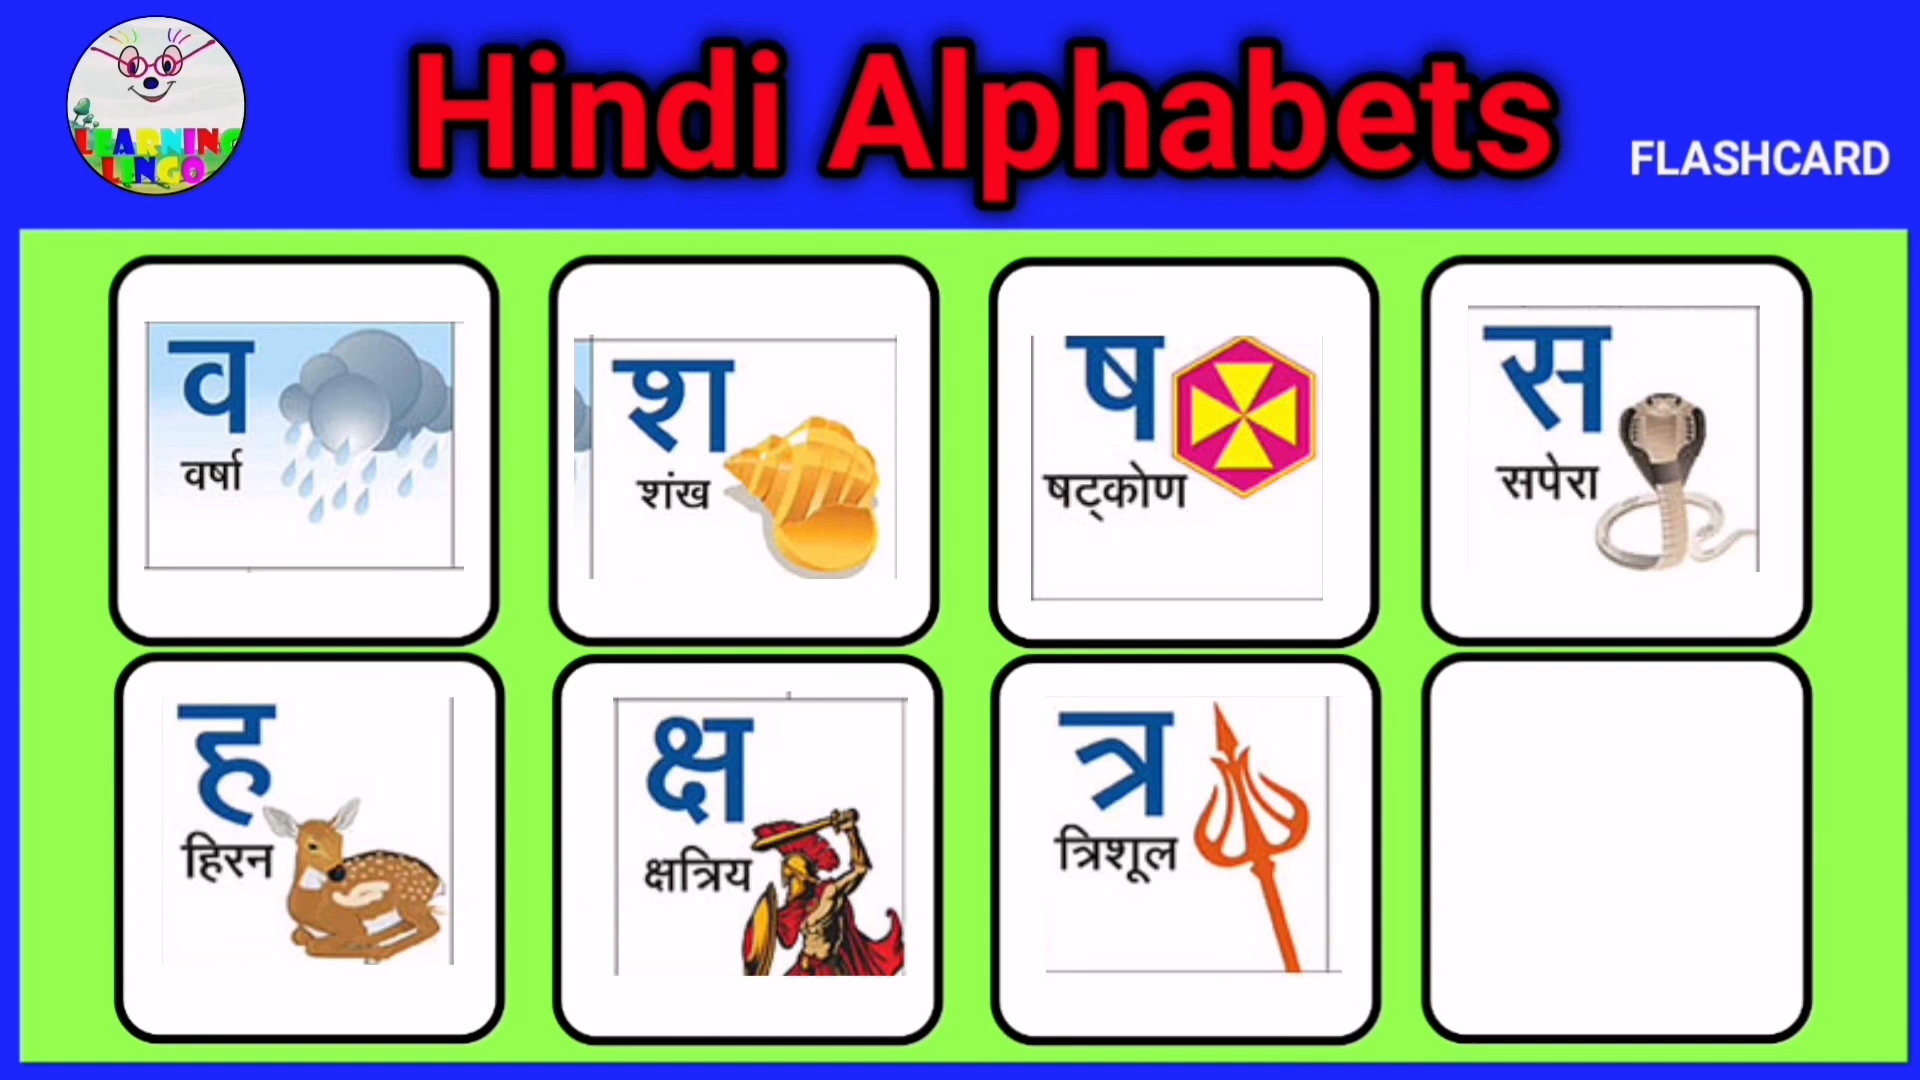 LEARNING
LINGO
Hindi Alphabets
FLASHCARD
व
वर्षा
श
शंख
ष
षट्कोण
स
सपेरा
ह
हिरन
क्ष
क्षत्रिय
त्र
त्रिशूल